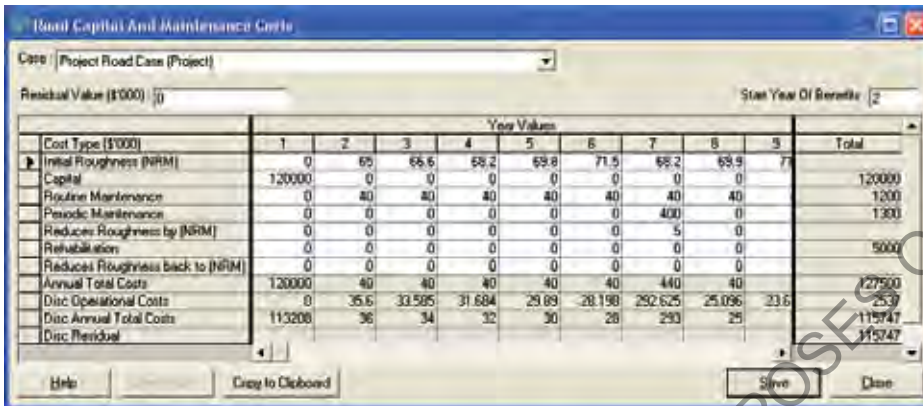 Road Capital And Maintenance Costs
Case : Project Road Case (Project)
Residual Value ($'000) : 0 Start Year Of Benefits : 2
Year Values
Cost Type ($'000) 1 2 3 4 5 6 7 8 9 Total
Initial Roughness (NRM) 0 65 66.6 68.2 69.8 71.5 68.2 69.9 71
Capital 120000 0 0 0 0 0 0 0 120000
Routine Maintenance 0 40 40 40 40 40 40 40 1200
Periodic Maintenance 0 0 0 0 0 0 400 0 1300
Reduces Roughness by (NRM) 0 0 0 0 0 0 5 0
Rehabilitation 0 0 0 0 0 0 0 0 5000
Reduces Roughness back to (NRM) 0 0 0 0 0 0 0 0
Annual Total Costs 120000 40 40 40 40 40 440 40 127500
Disc Operational Costs 0 35.6 33.585 31.684 29.89 28.198 292.625 25.096 23.6 2537
Disc Annual Total Costs 113208 36 34 32 30 28 293 25 115747
Disc Residual 115747
Help Copy to Clipboard Save Close
POSES